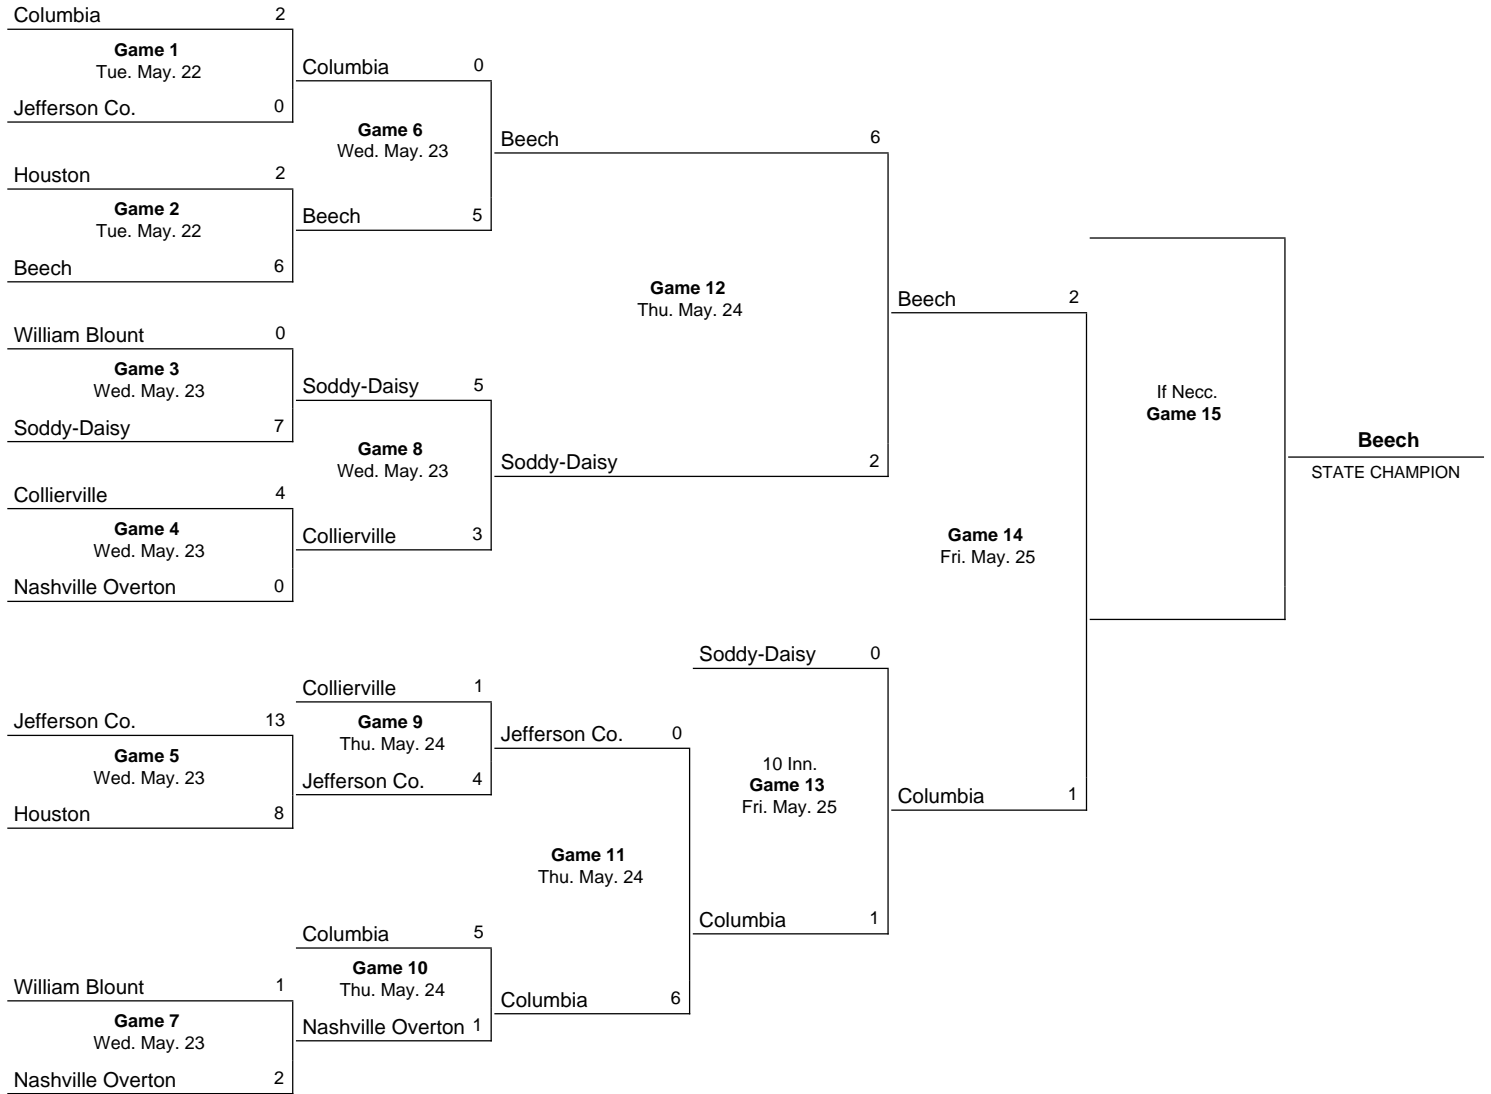 Columbia 2
Game 1
Tue. May. 22
Jefferson Co. 0
Houston 2
Game 2
Tue. May. 22
Beech 6
William Blount 0
Game 3
Wed. May. 23
Soddy-Daisy 7
Collierville 4
Game 4
Wed. May. 23
Nashville Overton 0
Jefferson Co. 13
Game 5
Wed. May. 23
Houston 8
William Blount 1
Game 7
Wed. May. 23
Nashville Overton 2
Columbia 0
Game 6
Wed. May. 23
Beech 5
Soddy-Daisy 5
Game 8
Wed. May. 23
Collierville 3
Collierville 1
Game 9
Thu. May. 24
Jefferson Co. 4
Columbia 5
Game 10
Thu. May. 24
Nashville Overton 1
Beech 6
Game 12
Thu. May. 24
Soddy-Daisy 2
Jefferson Co. 0
Game 11
Thu. May. 24
Columbia 6
Soddy-Daisy 0
10 Inn.
Game 13
Fri. May. 25
Columbia 1
Beech 2
Game 14
Fri. May. 25
Columbia 1
If Necc.
Game 15
Beech
STATE CHAMPION